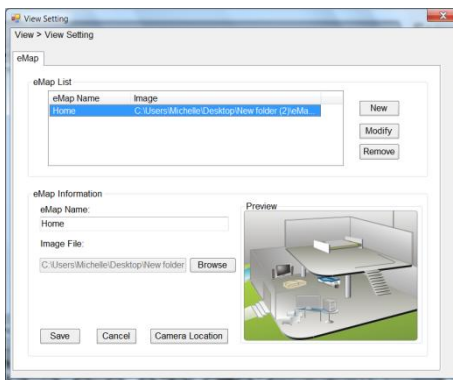 View Setting
View > View Setting
eMap
eMap List
eMap Name Image
Home C:\Users\Michelle\Desktop\New folder (2)\eMa...
New
Modify
Remove
eMap Information
eMap Name:
Home
Image File:
C:\Users\Michelle\Desktop\New folder
Browse
Preview
Save Cancel Camera Location